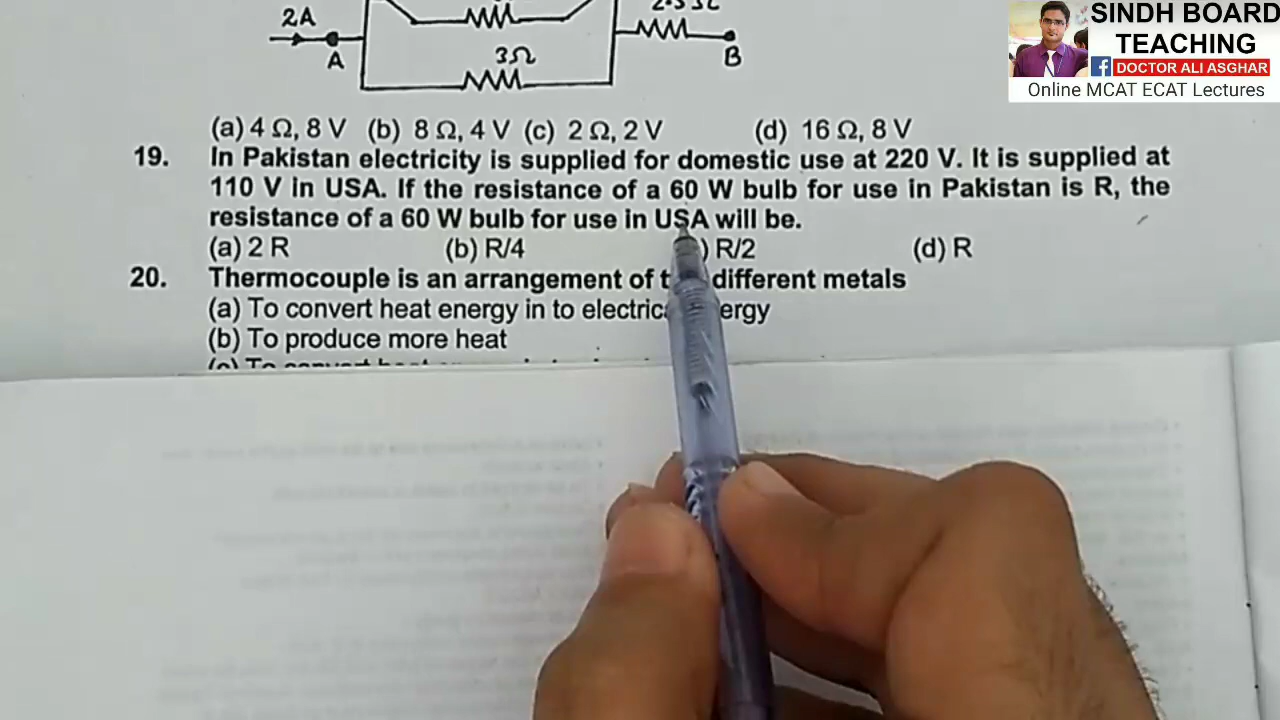 SINDH BOARD
TEACHING
DOCTOR ALI ASGHAR
Online MCAT ECAT Lectures
2A
A
3Ω
B
(a) 4 Ω, 8 V (b) 8 Ω, 4 V (c) 2 Ω, 2 V (d) 16 Ω, 8 V
19. In Pakistan electricity is supplied for domestic use at 220 V. It is supplied at
110 V in USA. If the resistance of a 60 W bulb for use in Pakistan is R, the
resistance of a 60 W bulb for use in USA will be.
(a) 2 R (b) R/4 ) R/2 (d) R
20. Thermocouple is an arrangement of different metals
(a) To convert heat energy in to
(b) To produce more heat